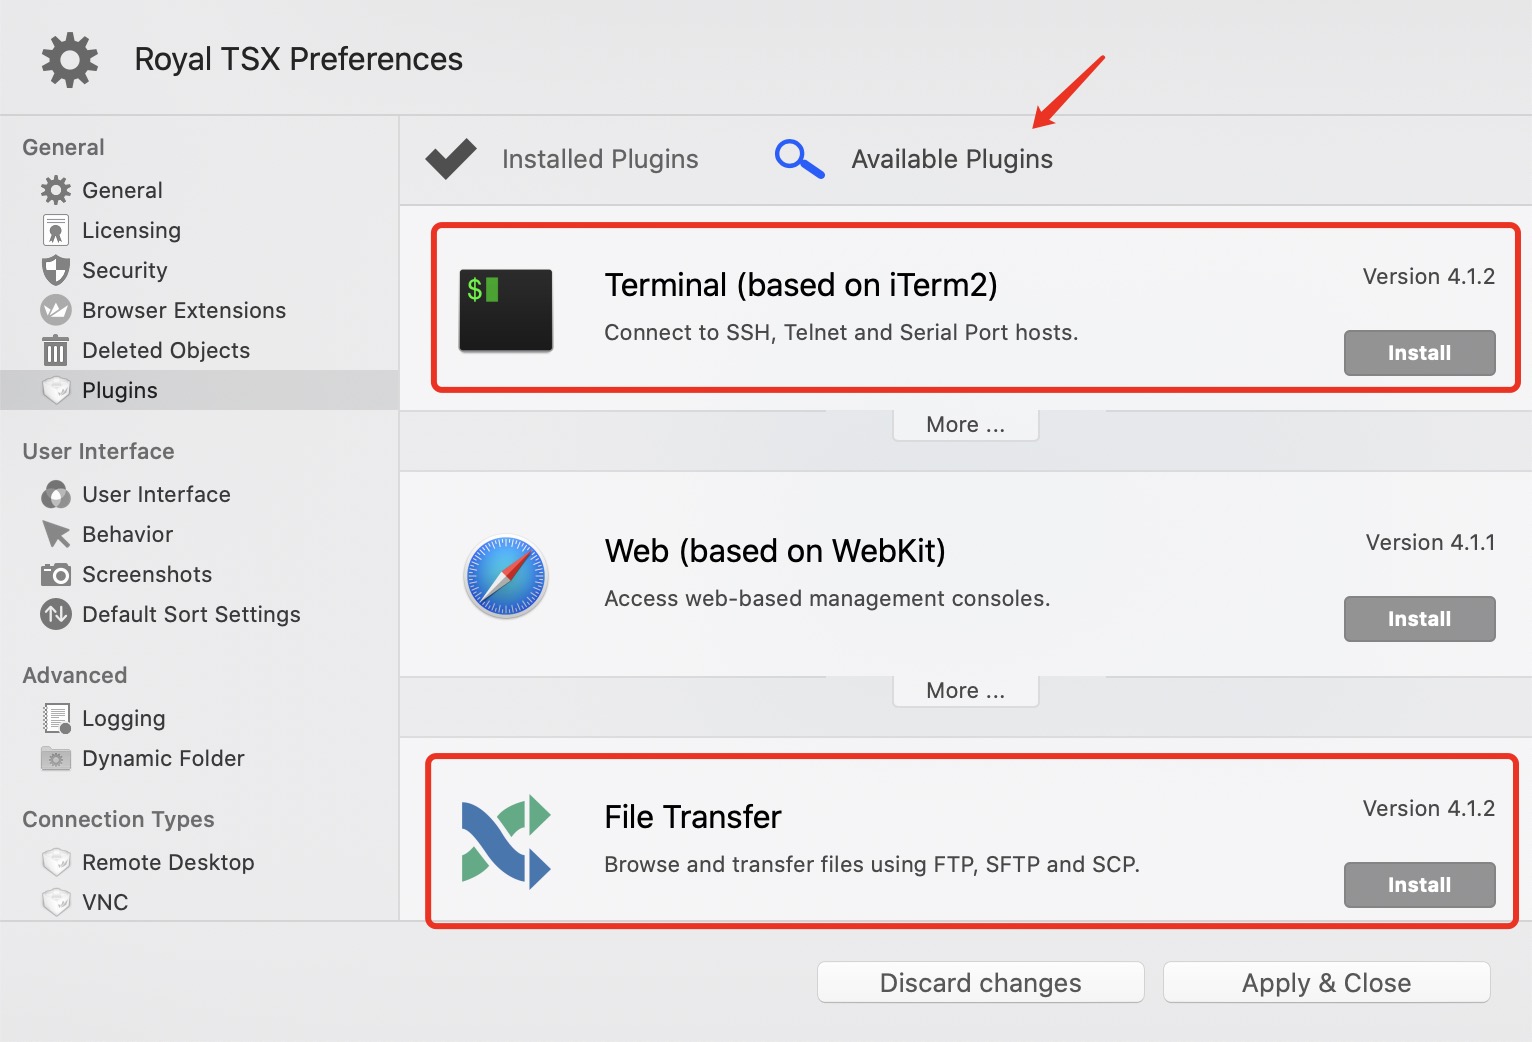 Royal TSX Preferences
General
General
Licensing
Security
Browser Extensions
Deleted Objects
Plugins
User Interface
User Interface
Behavior
Screenshots
Default Sort Settings
Advanced
Logging
Dynamic Folder
Connection Types
Remote Desktop
VNC
Installed Plugins
Available Plugins
$
Terminal (based on iTerm2)
Version 4.1.2
Connect to SSH, Telnet and Serial Port hosts.
Install
More ...
Web (based on WebKit)
Version 4.1.1
Access web-based management consoles.
Install
More ...
File Transfer
Version 4.1.2
Browse and transfer files using FTP, SFTP and SCP.
Install
Discard changes
Apply & Close